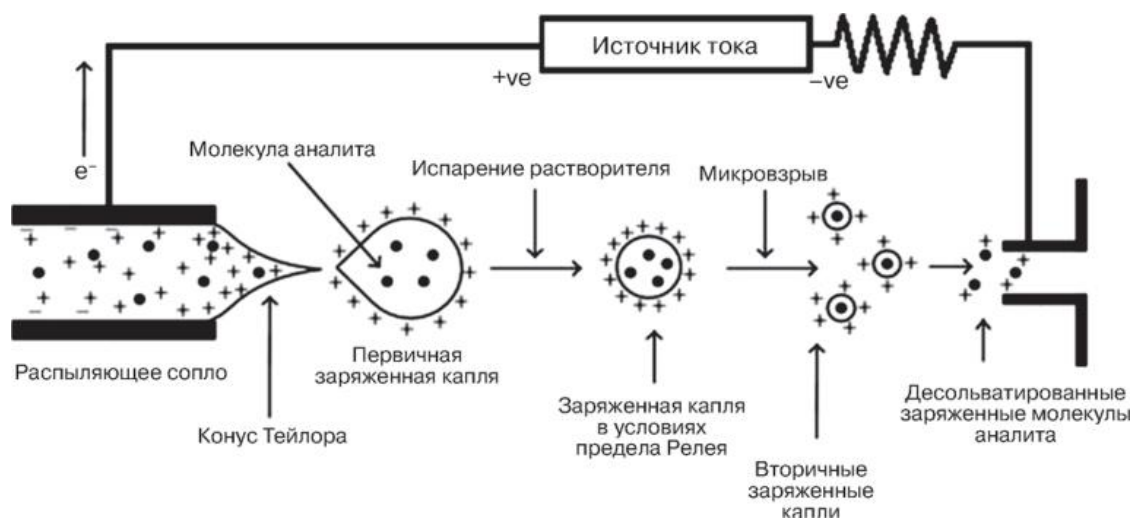 Источник тока
+ve
−ve
e⁻
Молекула аналита
Испарение растворителя
Микровзрыв
Распыляющее сопло
Конус Тейлора
Первичная
заряженная капля
Заряженная капля
в условиях
предела Релея
Вторичные
заряженные
капли
Десольватированные
заряженные молекулы
аналита